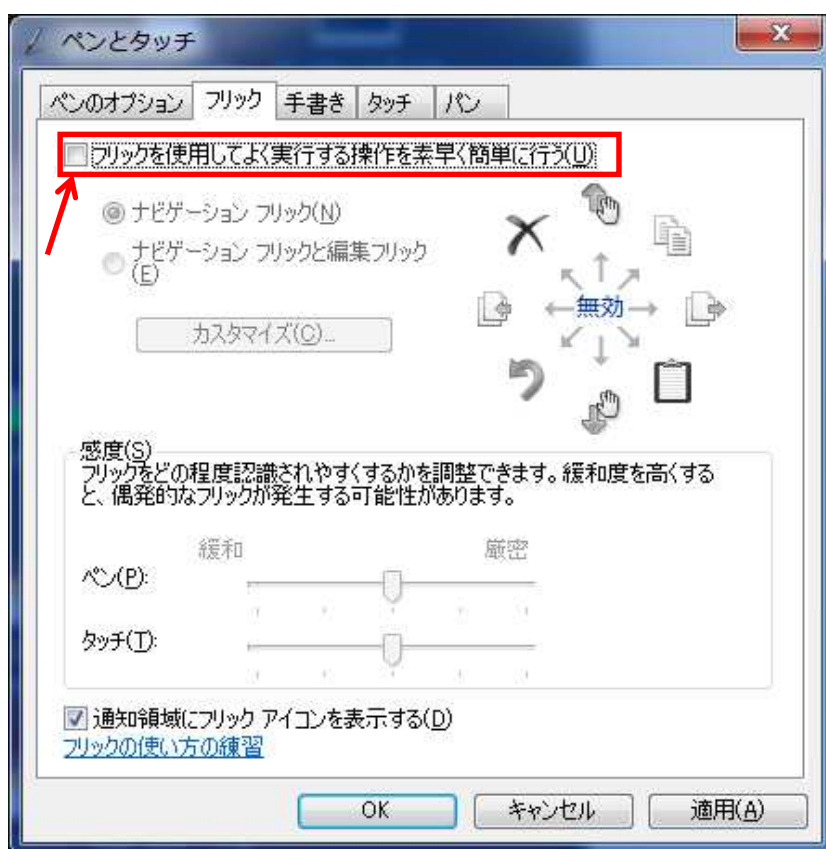 ペンとタッチ
ペンのオプション フリック 手書き タッチ パン
フリックを使用してよく実行する操作を素早く簡単に行う(U)
ナビゲーション フリック(N)
ナビゲーション フリックと編集フリック
(E)
無効
カスタマイズ(C)...
感度(S)
フリックをどの程度認識されやすくするかを調整できます。緩和度を高くする
と、偶発的なフリックが発生する可能性があります。
緩和 厳密
ペン(P):
タッチ(T):
通知領域にフリック アイコンを表示する(D)
フリックの使い方の練習
OK キャンセル 適用(A)